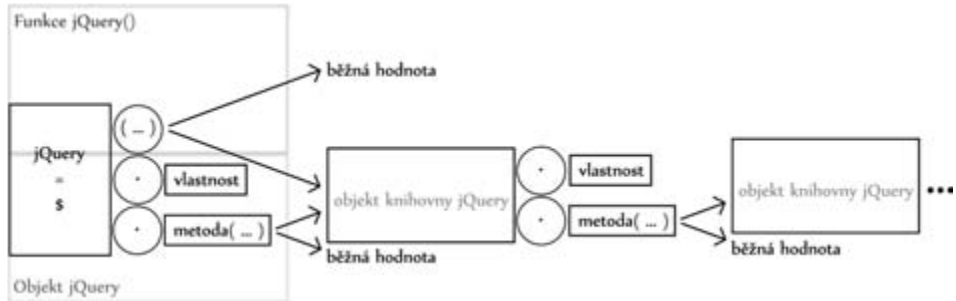 Funkce jQuery()
běžná hodnota
( ... )
jQuery
=
$
. vlastnost
. metoda( ... )
běžná hodnota
objekt knihovny jQuery
. vlastnost
. metoda( ... )
objekt knihovny jQuery
...
běžná hodnota
Objekt jQuery